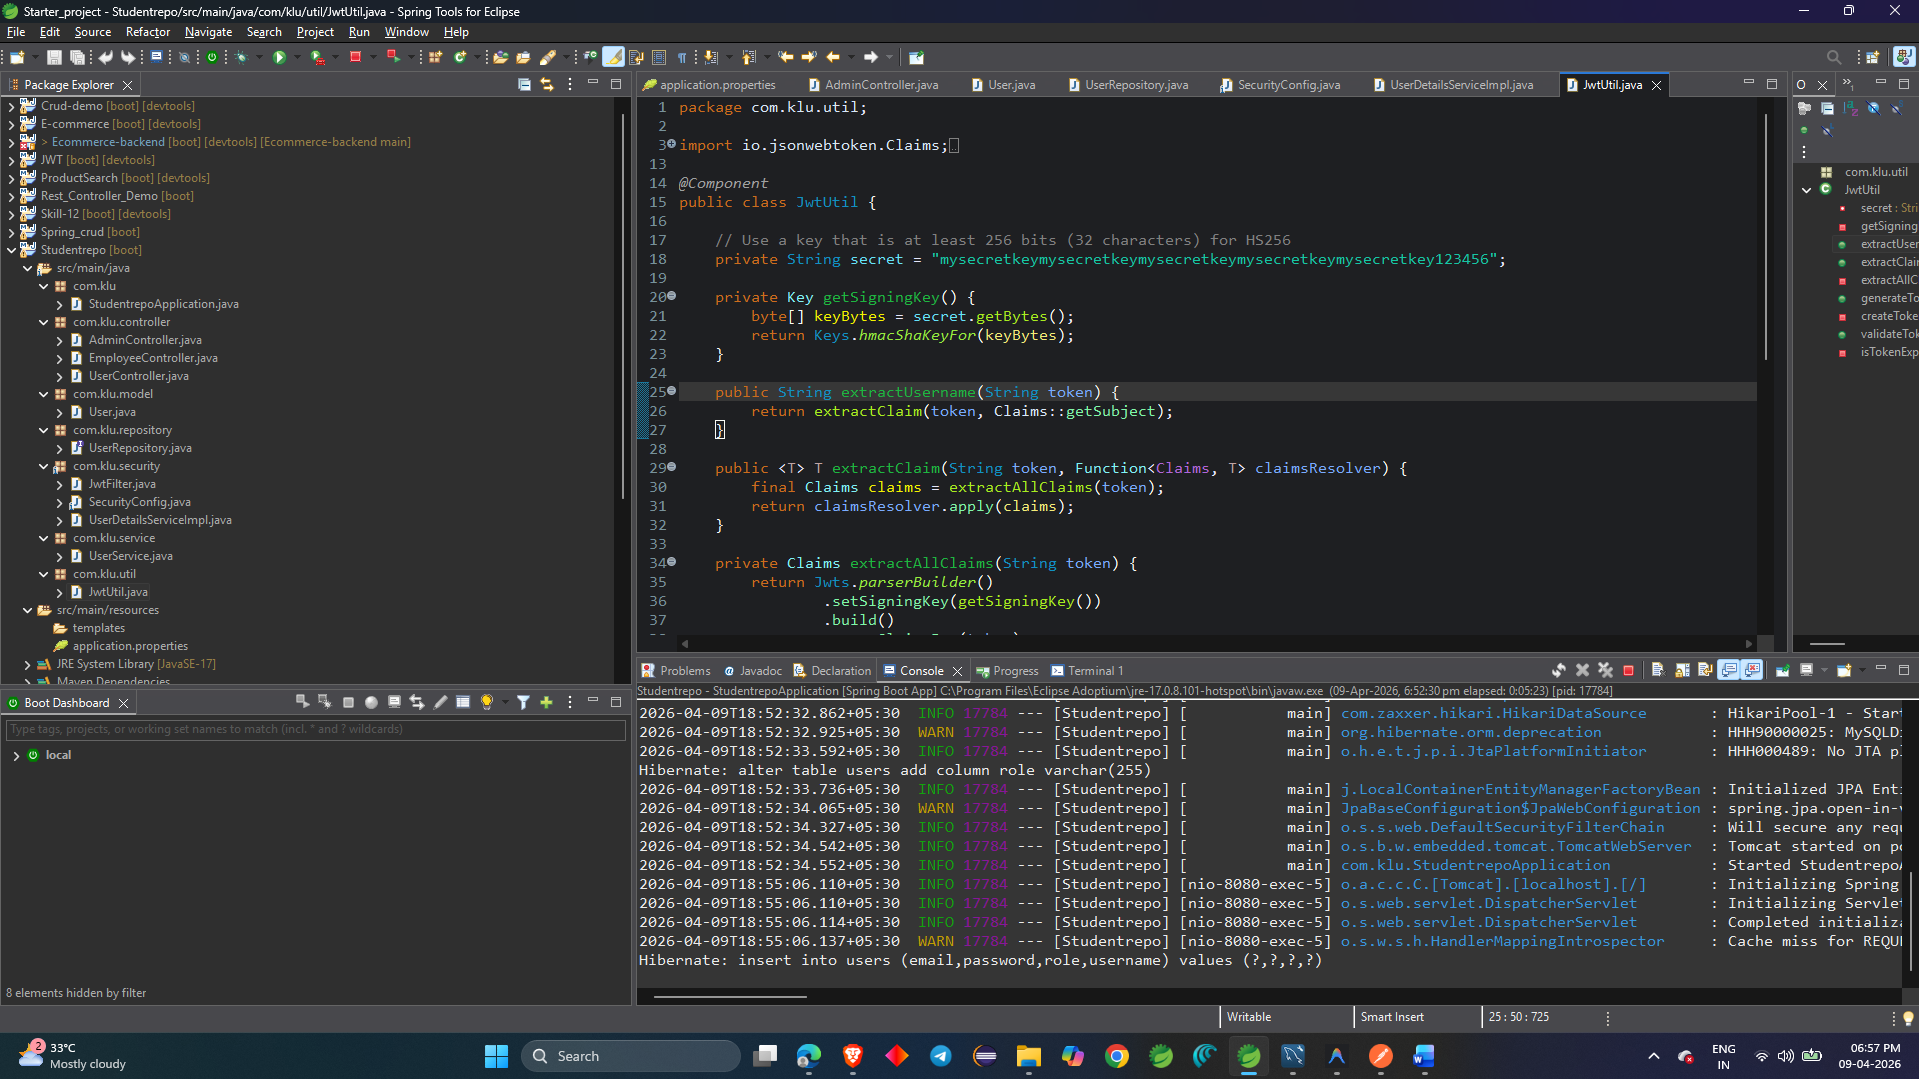 Starter_project - Studentrepo/src/main/java/com/klu/util/JwtUtil.java - Spring Tools for Eclipse
File Edit Source Refactor Navigate Search Project Run Window Help
Package Explorer
Crud-demo [boot] [devtools]
E-commerce [boot] [devtools]
> Ecommerce-backend [boot] [devtools] [Ecommerce-backend main]
JWT [boot] [devtools]
ProductSearch [boot] [devtools]
Rest_Controller_Demo [boot]
Skill-12 [boot] [devtools]
Spring_crud [boot]
Studentrepo [boot]
src/main/java
com.klu
StudentrepoApplication.java
com.klu.controller
AdminController.java
EmployeeController.java
UserController.java
com.klu.model
User.java
com.klu.repository
UserRepository.java
com.klu.security
JwtFilter.java
SecurityConfig.java
UserDetailsServiceImpl.java
com.klu.service
UserService.java
com.klu.util
JwtUtil.java
src/main/resources
templates
application.properties
JRE System Library [JavaSE-17]
Maven Dependencies
application.properties AdminController.java User.java UserRepository.java SecurityConfig.java UserDetailsServiceImpl.java JwtUtil.java
1 package com.klu.util;
2
3 import io.jsonwebtoken.Claims;
13
14 @Component
15 public class JwtUtil {
16
17 // Use a key that is at least 256 bits (32 characters) for HS256
18 private String secret = "mysecretkeymysecretkeymysecretkeymysecretkeymysecretkey123456";
19
20 private Key getSigningKey() {
21 byte[] keyBytes = secret.getBytes();
22 return Keys.hmacShaKeyFor(keyBytes);
23 }
24
25 public String extractUsername(String token) {
26 return extractClaim(token, Claims::getSubject);
27 }
28
29 public <T> T extractClaim(String token, Function<Claims, T> claimsResolver) {
30 final Claims claims = extractAllClaims(token);
31 return claimsResolver.apply(claims);
32 }
33
34 private Claims extractAllClaims(String token) {
35 return Jwts.parserBuilder()
36 .setSigningKey(getSigningKey())
37 .build()
O
com.klu.util
JwtUtil
secret : Stri
getSigning
extractUser
extractClair
extractAllC
generateTo
createToke
validateTok
isTokenExp
Boot Dashboard
Type tags, projects, or working set names to match (incl. * and ? wildcards)
local
8 elements hidden by filter
Problems Javadoc Declaration Console Progress Terminal 1
Studentrepo - StudentrepoApplication [Spring Boot App] C:\Program Files\Eclipse Adoptium\jre-17.0.8.101-hotspot\bin\javaw.exe (09-Apr-2026, 6:52:30 pm elapsed: 0:05:23) [pid: 17784]
2026-04-09T18:52:32.862+05:30 INFO 17784 --- [Studentrepo] [ main] com.zaxxer.hikari.HikariDataSource : HikariPool-1 - Star
2026-04-09T18:52:32.925+05:30 WARN 17784 --- [Studentrepo] [ main] org.hibernate.orm.deprecation : HHH90000025: MySQLD
2026-04-09T18:52:33.592+05:30 INFO 17784 --- [Studentrepo] [ main] o.h.e.t.j.p.i.JtaPlatformInitiator : HHH000489: No JTA p
Hibernate: alter table users add column role varchar(255)
2026-04-09T18:52:33.736+05:30 INFO 17784 --- [Studentrepo] [ main] j.LocalContainerEntityManagerFactoryBean : Initialized JPA Ent
2026-04-09T18:52:34.065+05:30 WARN 17784 --- [Studentrepo] [ main] JpaBaseConfiguration$JpaWebConfiguration : spring.jpa.open-in-
2026-04-09T18:52:34.327+05:30 INFO 17784 --- [Studentrepo] [ main] o.s.s.web.DefaultSecurityFilterChain : Will secure any requ
2026-04-09T18:52:34.542+05:30 INFO 17784 --- [Studentrepo] [ main] o.s.b.w.embedded.tomcat.TomcatWebServer : Tomcat started on po
2026-04-09T18:52:34.552+05:30 INFO 17784 --- [Studentrepo] [ main] com.klu.StudentrepoApplication : Started Studentrepo
2026-04-09T18:55:06.110+05:30 INFO 17784 --- [Studentrepo] [nio-8080-exec-5] o.a.c.c.C.[Tomcat].[localhost].[/] : Initializing Spring
2026-04-09T18:55:06.110+05:30 INFO 17784 --- [Studentrepo] [nio-8080-exec-5] o.s.web.servlet.DispatcherServlet : Initializing Servle
2026-04-09T18:55:06.114+05:30 INFO 17784 --- [Studentrepo] [nio-8080-exec-5] o.s.web.servlet.DispatcherServlet : Completed initializ
2026-04-09T18:55:06.137+05:30 WARN 17784 --- [Studentrepo] [nio-8080-exec-5] o.s.w.s.h.HandlerMappingIntrospector : Cache miss for REQU
Hibernate: insert into users (email,password,role,username) values (?,?,?,?)
Writable Smart Insert 25 : 50 : 725
2
33°C
Mostly cloudy
Search
ENG
IN
06:57 PM
09-04-2026